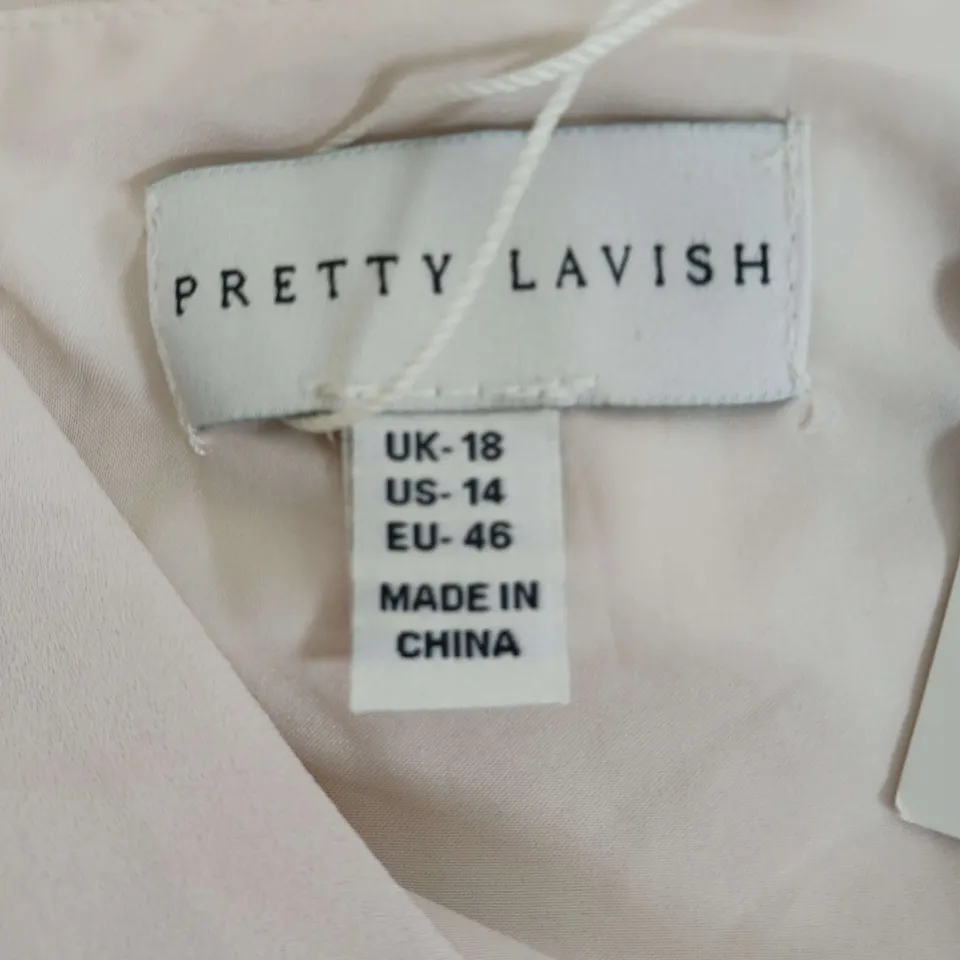 PRETTY LAVISH
UK- 18
US- 14
EU- 46
MADE IN
CHINA